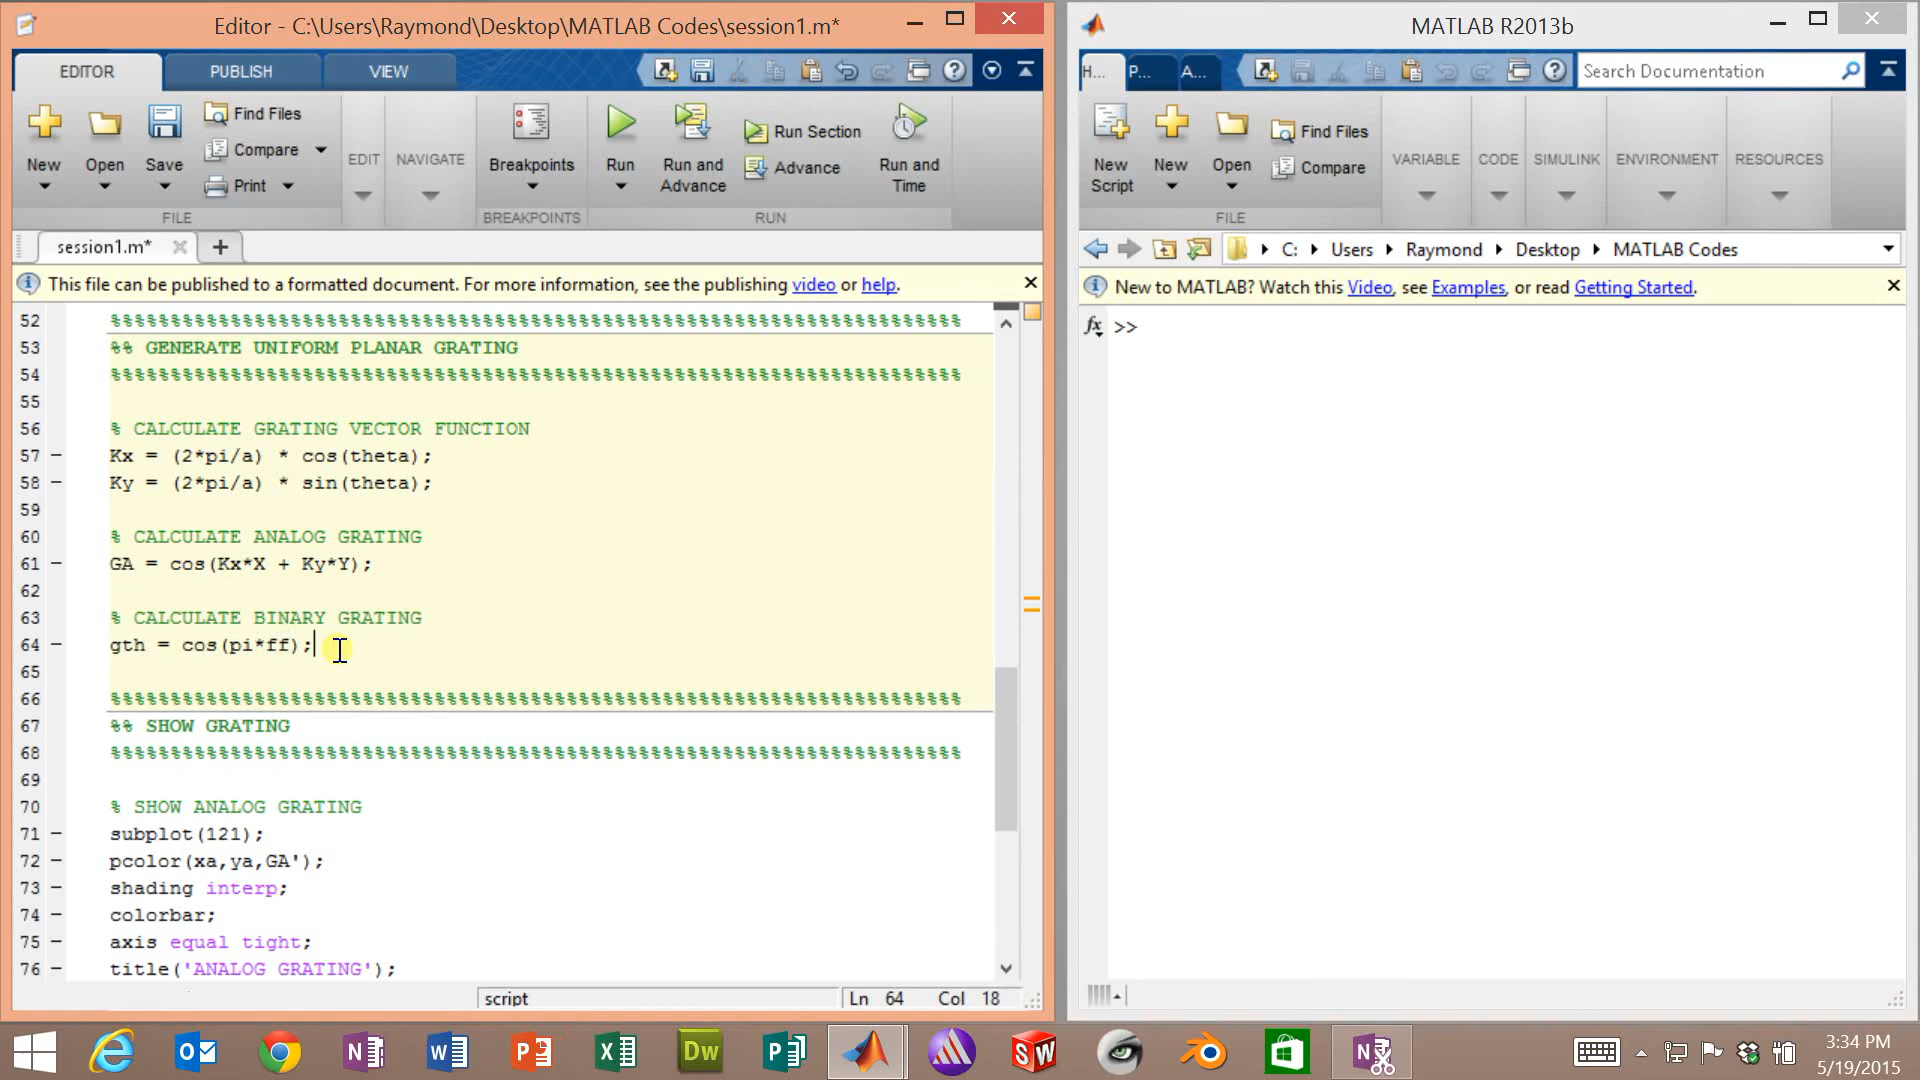 Editor - C:\Users\Raymond\Desktop\MATLAB Codes\session1.m*
EDITOR PUBLISH VIEW
New Open Save Find Files Compare Print EDIT NAVIGATE Breakpoints Run Run and Advance Run Section Advance Run and Time
FILE BREAKPOINTS RUN
session1.m*
This file can be published to a formatted document. For more information, see the publishing video or help.
52 %%%%%%%%%%%%%%%%%%%%%%%%%%%%%%%%%%%%%%%%%%%%%%%%%%%%%%%%%%%%%%%%%%%%%%%
53 %% GENERATE UNIFORM PLANAR GRATING
54 %%%%%%%%%%%%%%%%%%%%%%%%%%%%%%%%%%%%%%%%%%%%%%%%%%%%%%%%%%%%%%%%%%%%%%%
55
56 % CALCULATE GRATING VECTOR FUNCTION
57 – Kx = (2*pi/a) * cos(theta);
58 – Ky = (2*pi/a) * sin(theta);
59
60 % CALCULATE ANALOG GRATING
61 – GA = cos(Kx*X + Ky*Y);
62
63 % CALCULATE BINARY GRATING
64 – gth = cos(pi*ff);
65
66 %%%%%%%%%%%%%%%%%%%%%%%%%%%%%%%%%%%%%%%%%%%%%%%%%%%%%%%%%%%%%%%%%%%%%%%
67 %% SHOW GRATING
68 %%%%%%%%%%%%%%%%%%%%%%%%%%%%%%%%%%%%%%%%%%%%%%%%%%%%%%%%%%%%%%%%%%%%%%%
69
70 % SHOW ANALOG GRATING
71 – subplot(121);
72 – pcolor(xa,ya,GA');
73 – shading interp;
74 – colorbar;
75 – axis equal tight;
76 – title('ANALOG GRATING');
script Ln 64 Col 18
MATLAB R2013b
H... P... A... Search Documentation
New Script New Open Find Files Compare VARIABLE CODE SIMULINK ENVIRONMENT RESOURCES
FILE
C: Users Raymond Desktop MATLAB Codes
New to MATLAB? Watch this Video, see Examples, or read Getting Started.
fx >>
3:34 PM
5/19/2015